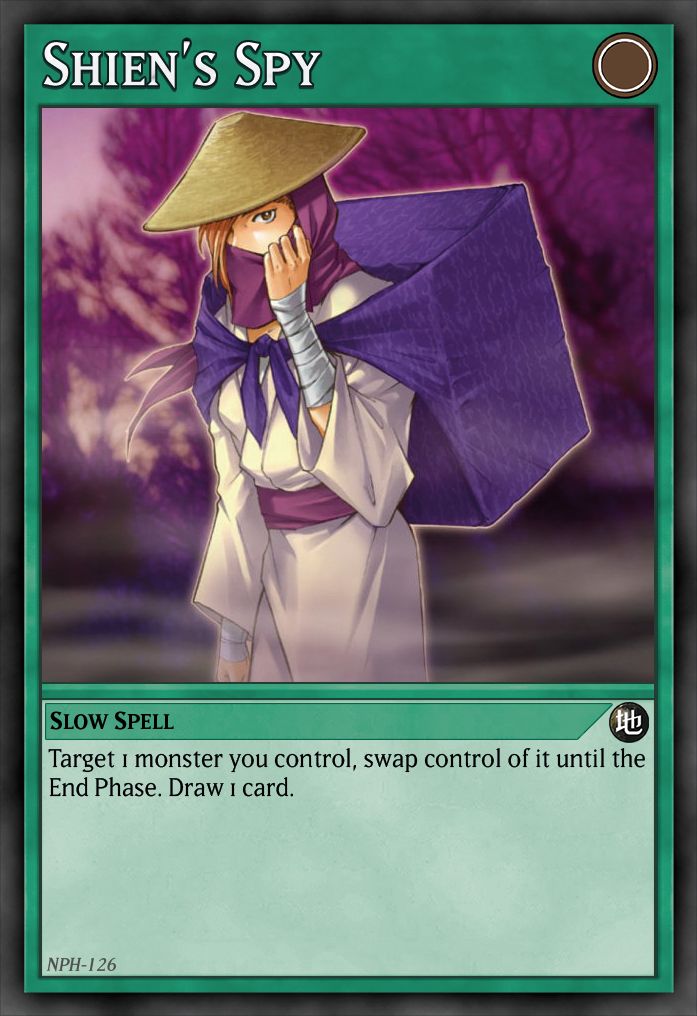 Shien's Spy
Slow Spell
地
Target 1 monster you control, swap control of it until the
End Phase. Draw 1 card.
NPH-126